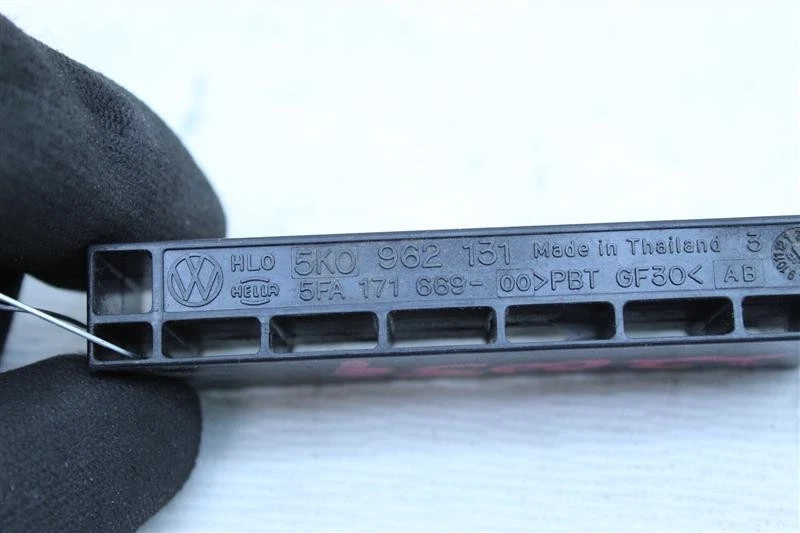 HLO 5K0 962 131 Made in Thailand 3
HELLA 5FA 171 669-00 >PBT GF30< AB